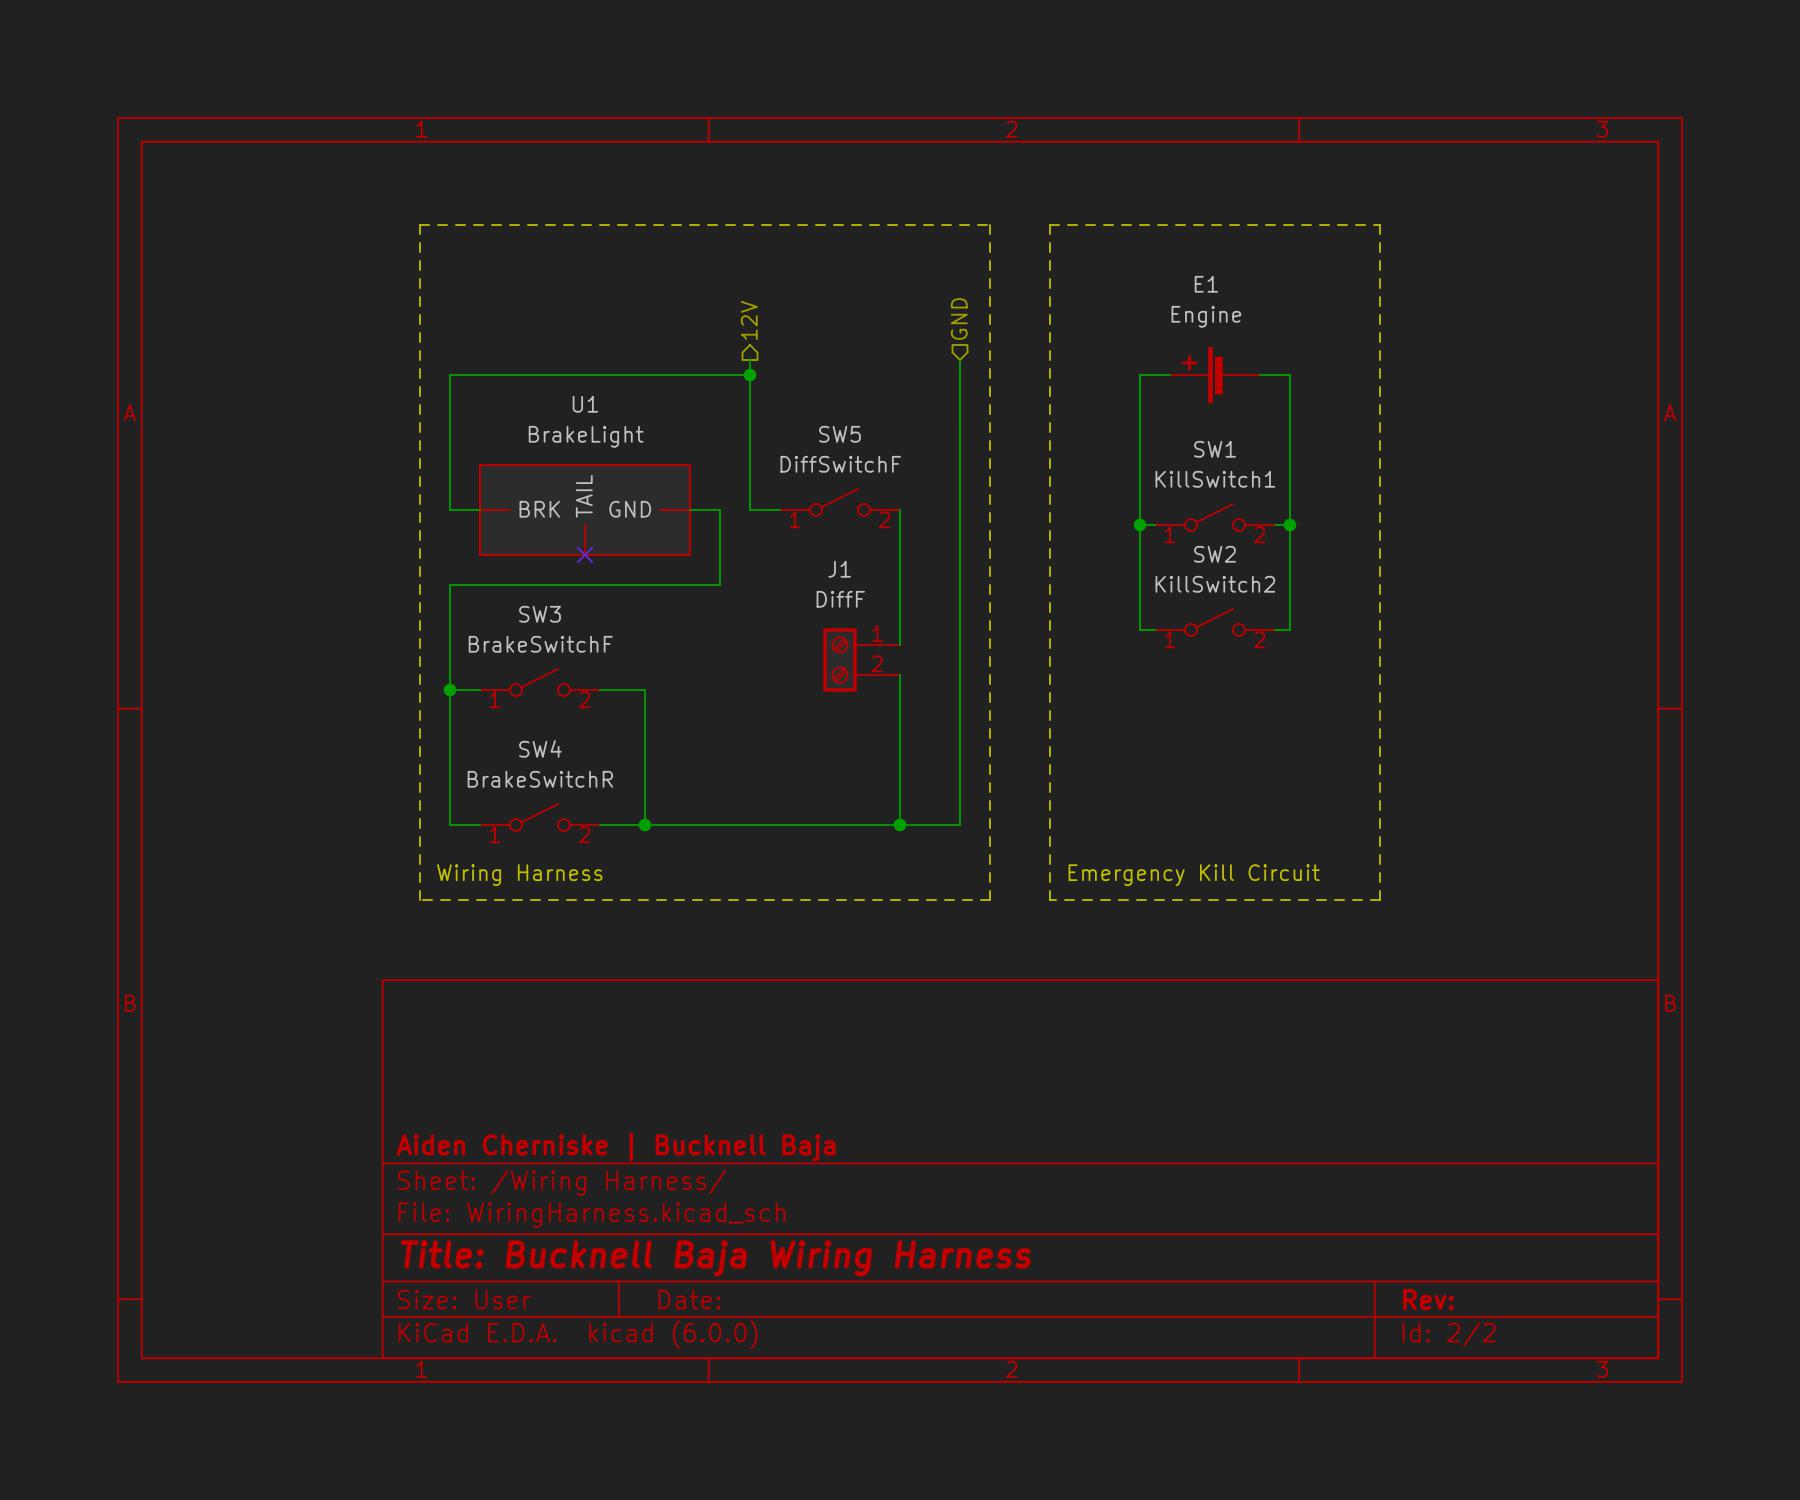 1 2 3
A A
B B
12V
GND
U1
BrakeLight
BRK TAIL GND
SW5
DiffSwitchF
1 2
J1
DiffF
1
2
SW3
BrakeSwitchF
1 2
SW4
BrakeSwitchR
1 2
Wiring Harness
E1
Engine
+
SW1
KillSwitch1
1 2
SW2
KillSwitch2
1 2
Emergency Kill Circuit
Aiden Cherniske | Bucknell Baja
Sheet: /Wiring Harness/
File: WiringHarness.kicad_sch
Title: Bucknell Baja Wiring Harness
Size: User Date: Rev:
KiCad E.D.A. kicad (6.0.0) Id: 2/2
1 2 3